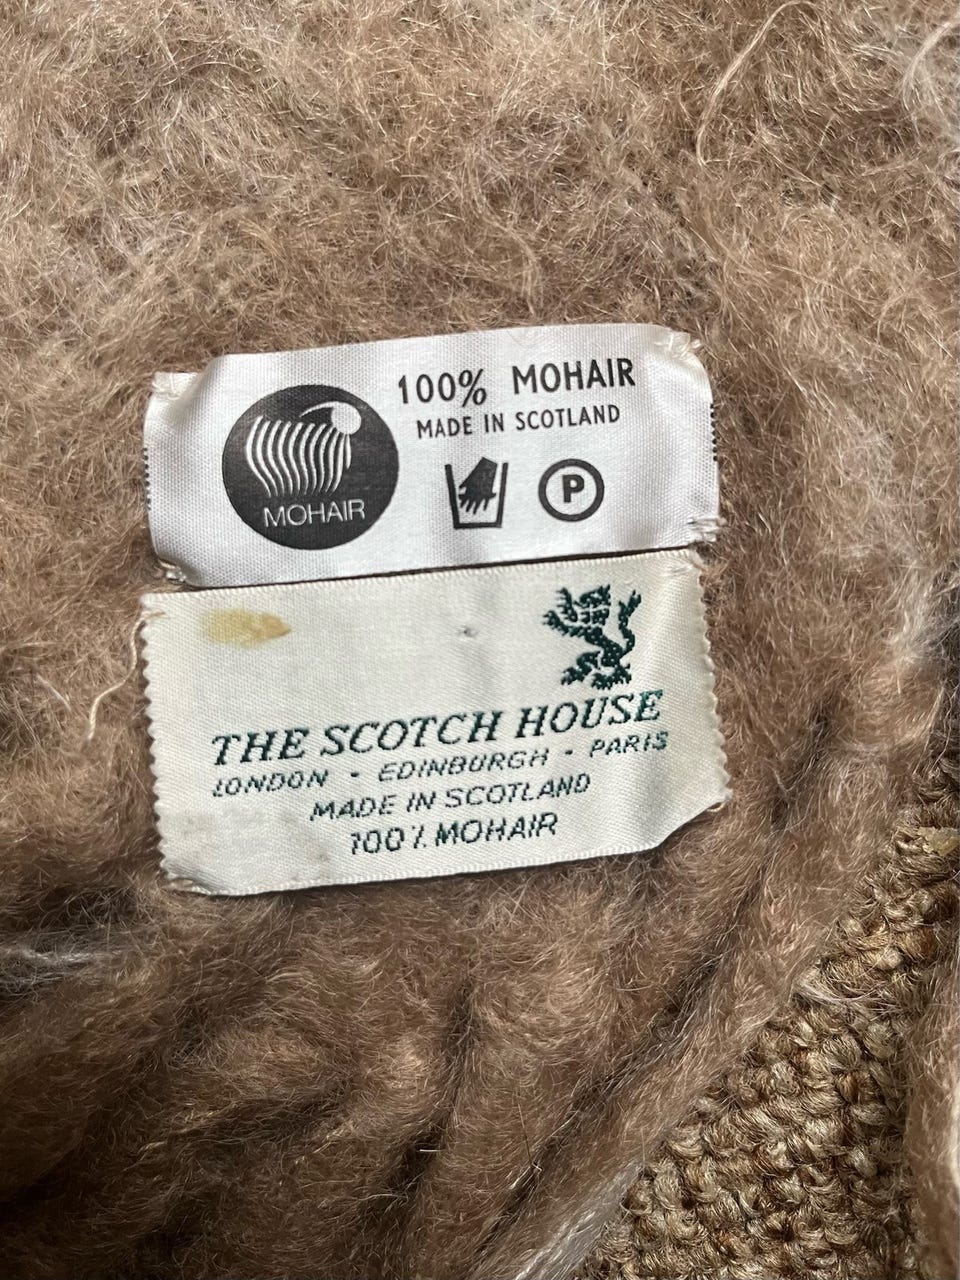 100% MOHAIR
MADE IN SCOTLAND
MOHAIR
P
THE SCOTCH HOUSE
LONDON - EDINBURGH - PARIS
MADE IN SCOTLAND
100% MOHAIR